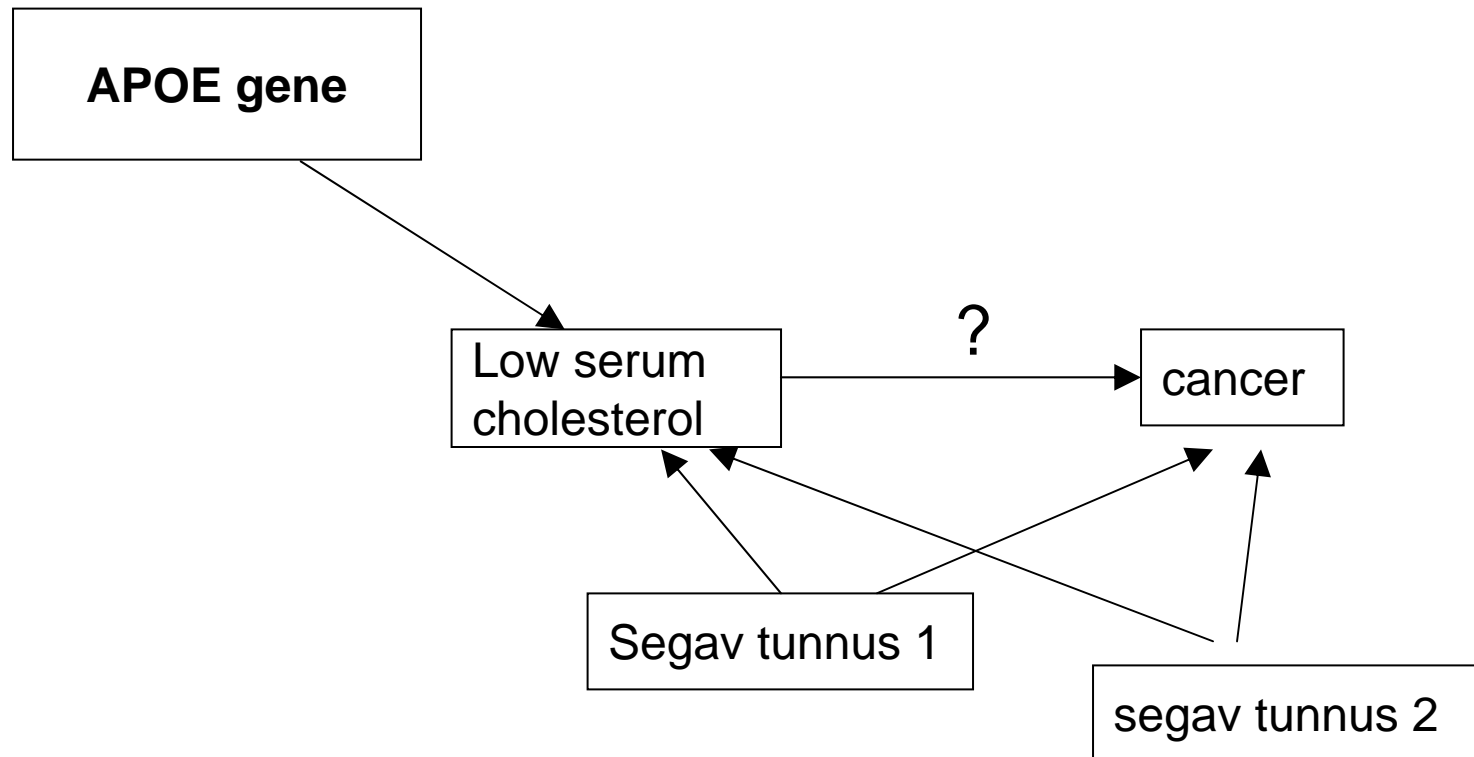 APOE gene
?
Low serum
cholesterol
cancer
Segav tunnus 1
segav tunnus 2